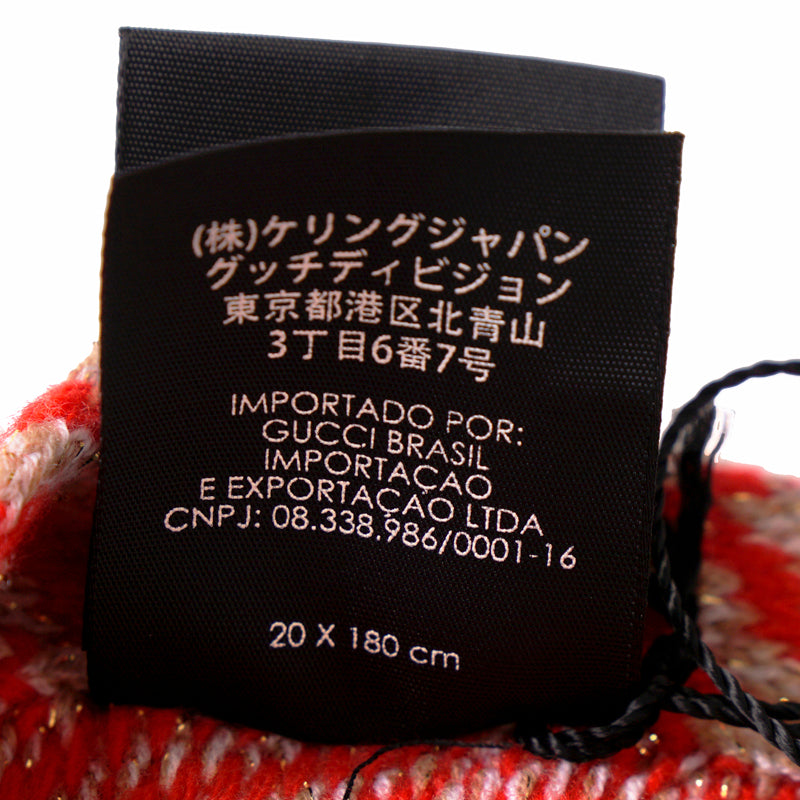 (株)ケリングジャパン
グッチディビジョン
東京都港区北青山
3丁目6番7号
IMPORTADO POR:
GUCCI BRASIL
IMPORTAÇAO
E EXPORTAÇAO LTDA
CNPJ: 08.338.986/0001-16
20 X 180 cm